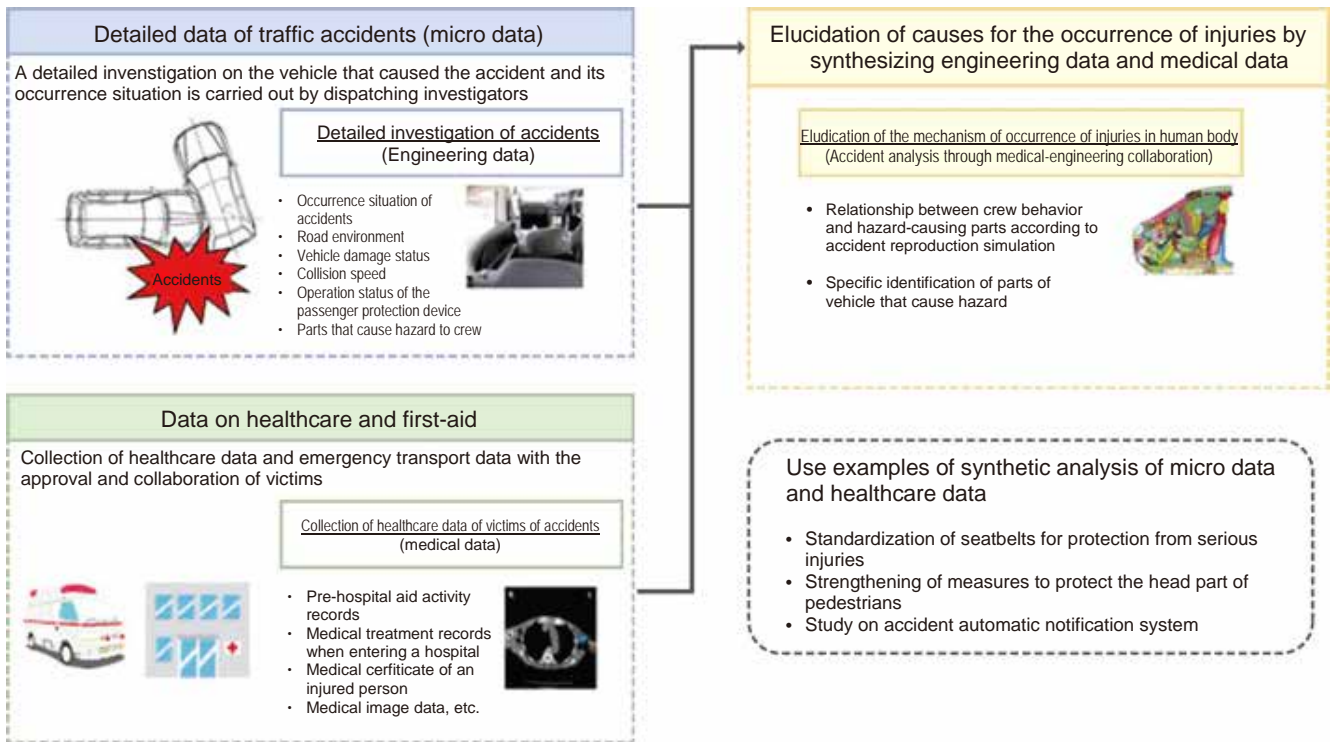 Detailed data of traffic accidents (micro data)
A detailed invenstigation on the vehicle that caused the accident and its
occurrence situation is carried out by dispatching investigators
Detailed investigation of accidents
(Engineering data)
Accidents
• Occurrence situation of
accidents
• Road environment
• Vehicle damage status
• Collision speed
• Operation status of the
passenger protection device
• Parts that cause hazard to crew
Data on healthcare and first-aid
Collection of healthcare data and emergency transport data with the
approval and collaboration of victims
Collection of healthcare data of victims of accidents
(medical data)
• Pre-hospital aid activity
records
• Medical treatment records
when entering a hospital
• Medical cerfiticate of an
injured person
• Medical image data, etc.
Elucidation of causes for the occurrence of injuries by
synthesizing engineering data and medical data
Eludication of the mechanism of occurrence of injuries in human body
(Accident analysis through medical-engineering collaboration)
• Relationship between crew behavior
and hazard-causing parts according to
accident reproduction simulation
• Specific identification of parts of
vehicle that cause hazard
Use examples of synthetic analysis of micro data
and healthcare data
• Standardization of seatbelts for protection from serious
injuries
• Strengthening of measures to protect the head part of
pedestrians
• Study on accident automatic notification system